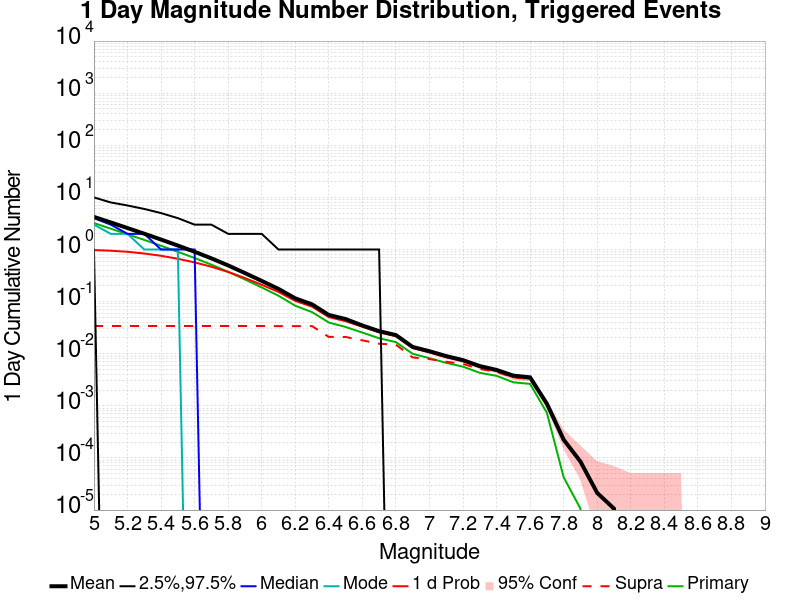 1 Day Magnitude Number Distribution, Triggered Events
1 Day Cumulative Number
10^4
10^3
10^2
10^1
10^0
10^-1
10^-2
10^-3
10^-4
10^-5
5 5.2 5.4 5.6 5.8 6 6.2 6.4 6.6 6.8 7 7.2 7.4 7.6 7.8 8 8.2 8.4 8.6 8.8 9
Magnitude
Mean 2.5%,97.5% Median Mode 1 d Prob 95% Conf Supra Primary